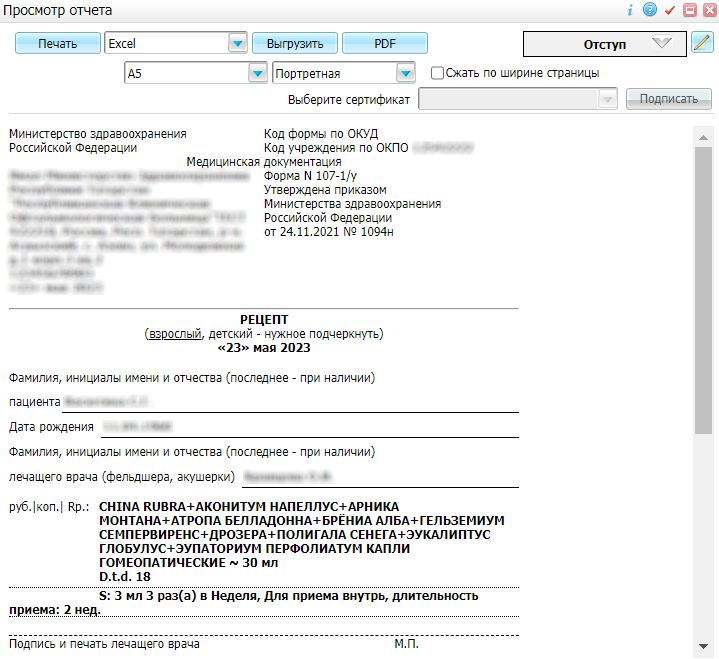 Просмотр отчета
Печать Excel Выгрузить PDF Отступ
A5 Портретная Сжать по ширине страницы
Выберите сертификат Подписать
Министерство здравоохранения
Российской Федерации
Код формы по ОКУД
Код учреждения по ОКПО
Медицинская документация
Форма N 107-1/у
Утверждена приказом
Министерства здравоохранения
Российской Федерации
от 24.11.2021 № 1094н
РЕЦЕПТ
(взрослый, детский - нужное подчеркнуть)
«23» мая 2023
Фамилия, инициалы имени и отчества (последнее - при наличии)
пациента
Дата рождения
Фамилия, инициалы имени и отчества (последнее - при наличии)
лечащего врача (фельдшера, акушерки)
руб.|коп.| Rp.: CHINA RUBRA+АКОНИТУМ НАПЕЛЛУС+АРНИКА
МОНТАНА+АТРОПА БЕЛЛАДОННА+БРЁНИА АЛБА+ГЕЛЬЗЕМИУМ
СЕМПЕРВИРЕНС+ДРОЗЕРА+ПОЛИГАЛА СЕНЕГА+ЭУКАЛИПТУС
ГЛОБУЛУС+ЭУПАТОРИУМ ПЕРФОЛИАТУМ КАПЛИ
ГОМЕОПАТИЧЕСКИЕ ~ 30 мл
D.t.d. 18
S: 3 мл 3 раз(а) в Неделя, Для приема внутрь, длительность
приема: 2 нед.
Подпись и печать лечащего врача М.П.